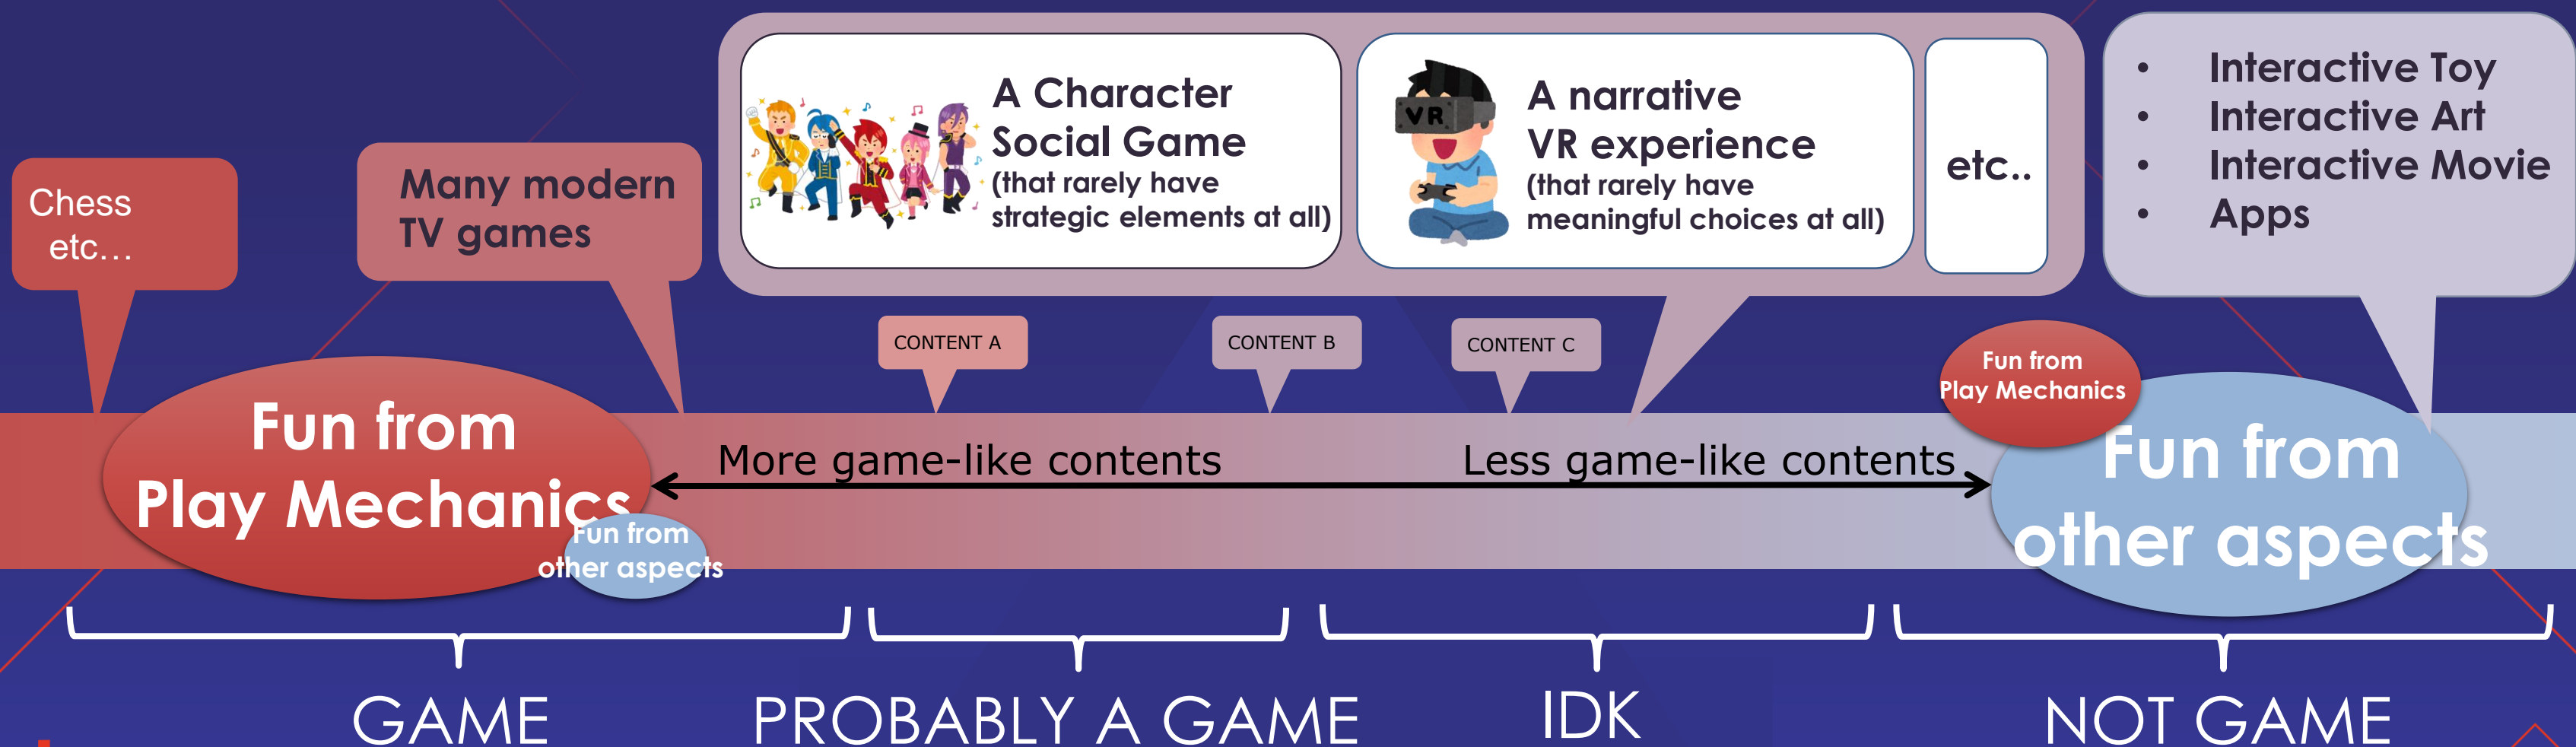 Chess
etc…
Many modern
TV games
A Character
Social Game
(that rarely have
strategic elements at all)
VR
A narrative
VR experience
(that rarely have
meaningful choices at all)
etc..
• Interactive Toy
• Interactive Art
• Interactive Movie
• Apps
CONTENT A
CONTENT B
CONTENT C
Fun from
Play Mechanics
Fun from
other aspects
More game-like contents
Less game-like contents
Fun from
Play Mechanics
Fun from
other aspects
GAME
PROBABLY A GAME
IDK
NOT GAME